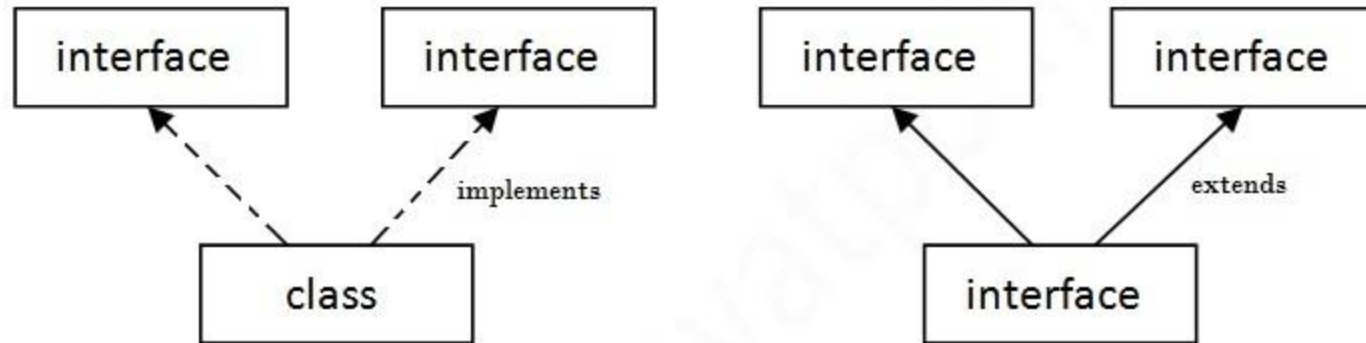 interface interface interface interface
implements extends
class interface